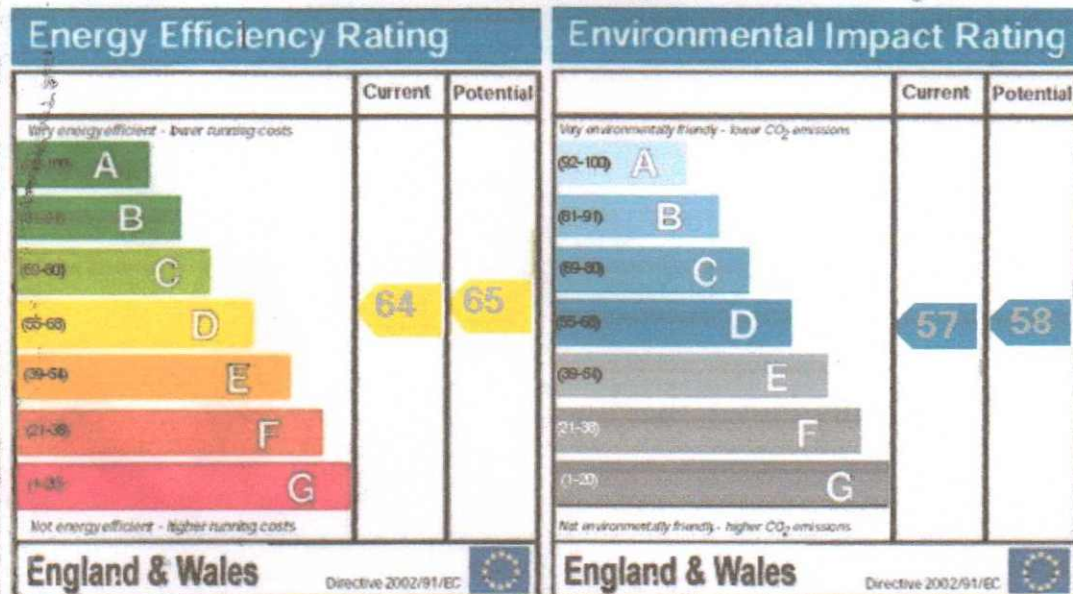 Energy Efficiency Rating
Current Potential
Very energy efficient - lower running costs
A
B
(69-80) C
(55-68) D
(39-54) E
(21-38) F
(1-20) G
64
65
Not energy efficient - higher running costs
England & Wales
Directive 2002/91/EC
Environmental Impact Rating
Current Potential
Very environmentally friendly - lower CO₂ emissions
(92-100) A
(81-91) B
(69-80) C
(55-68) D
(39-54) E
(21-38) F
(1-20) G
57
58
Not environmentally friendly - higher CO₂ emissions
England & Wales
Directive 2002/91/EC